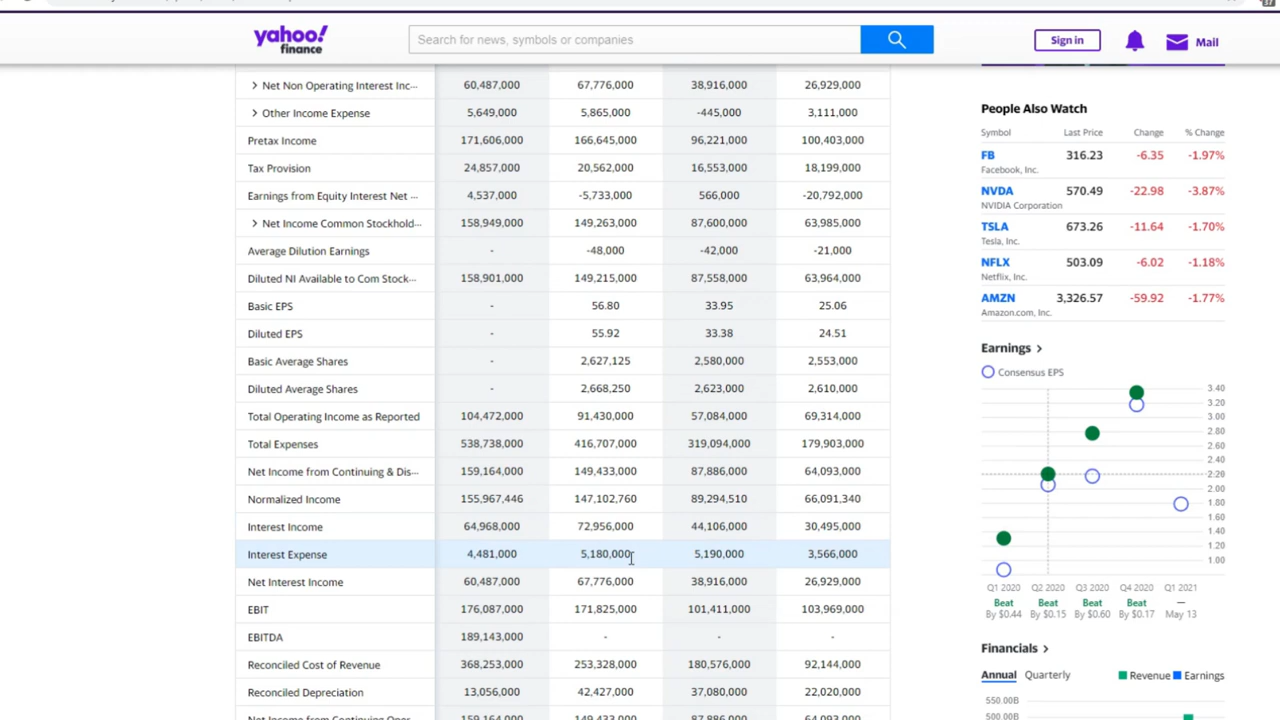 37
yahoo!
finance
Search for news, symbols or companies
Sign in
Mail
Net Non Operating Interest Inc... 60,487,000 67,776,000 38,916,000 26,929,000
Other Income Expense 5,649,000 5,865,000 -445,000 3,111,000
Pretax Income 171,606,000 166,645,000 96,221,000 100,403,000
Tax Provision 24,857,000 20,562,000 16,553,000 18,199,000
Earnings from Equity Interest Net ... 4,537,000 -5,733,000 566,000 -20,792,000
Net Income Common Stockhold... 158,949,000 149,263,000 87,600,000 63,985,000
Average Dilution Earnings - -48,000 -42,000 -21,000
Diluted NI Available to Com Stock... 158,901,000 149,215,000 87,558,000 63,964,000
Basic EPS - 56.80 33.95 25.06
Diluted EPS - 55.92 33.38 24.51
Basic Average Shares - 2,627,125 2,580,000 2,553,000
Diluted Average Shares - 2,668,250 2,623,000 2,610,000
Total Operating Income as Reported 104,472,000 91,430,000 57,084,000 69,314,000
Total Expenses 538,738,000 416,707,000 319,094,000 179,903,000
Net Income from Continuing & Dis... 159,164,000 149,433,000 87,886,000 64,093,000
Normalized Income 155,967,446 147,102,760 89,294,510 66,091,340
Interest Income 64,968,000 72,956,000 44,106,000 30,495,000
Interest Expense 4,481,000 5,180,000 5,190,000 3,566,000
Net Interest Income 60,487,000 67,776,000 38,916,000 26,929,000
EBIT 176,087,000 171,825,000 101,411,000 103,969,000
EBITDA 189,143,000 - - -
Reconciled Cost of Revenue 368,253,000 253,328,000 180,576,000 92,144,000
Reconciled Depreciation 13,056,000 42,427,000 37,080,000 22,020,000
Net Income from Continuing Oper... 159,164,000 149,433,000 87,886,000 64,093,000
People Also Watch
Symbol Last Price Change % Change
FB 316.23 -6.35 -1.97%
Facebook, Inc.
NVDA 570.49 -22.98 -3.87%
NVIDIA Corporation
TSLA 673.26 -11.64 -1.70%
Tesla, Inc.
NFLX 503.09 -6.02 -1.18%
Netflix, Inc.
AMZN 3,326.57 -59.92 -1.77%
Amazon.com, Inc.
Earnings
Consensus EPS
3.40
3.20
3.00
2.80
2.60
2.40
2.20
2.00
1.80
1.60
1.40
1.20
1.00
Q1 2020 Q2 2020 Q3 2020 Q4 2020 Q1 2021
Beat Beat Beat Beat —
By $0.44 By $0.15 By $0.60 By $0.17 May 13
Financials
Annual Quarterly Revenue Earnings
550.00B
500.00B